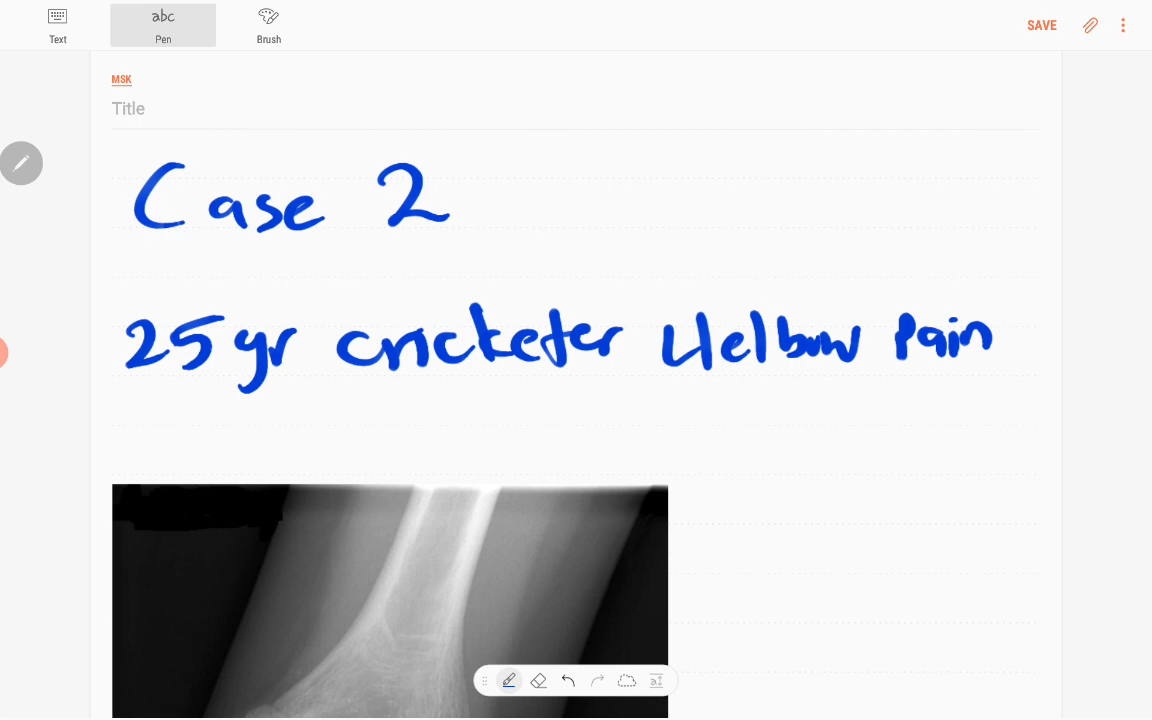 Text
abc
Pen
Brush
SAVE
MSK
Title
Case 2
25yr cricketer Elbow Pain